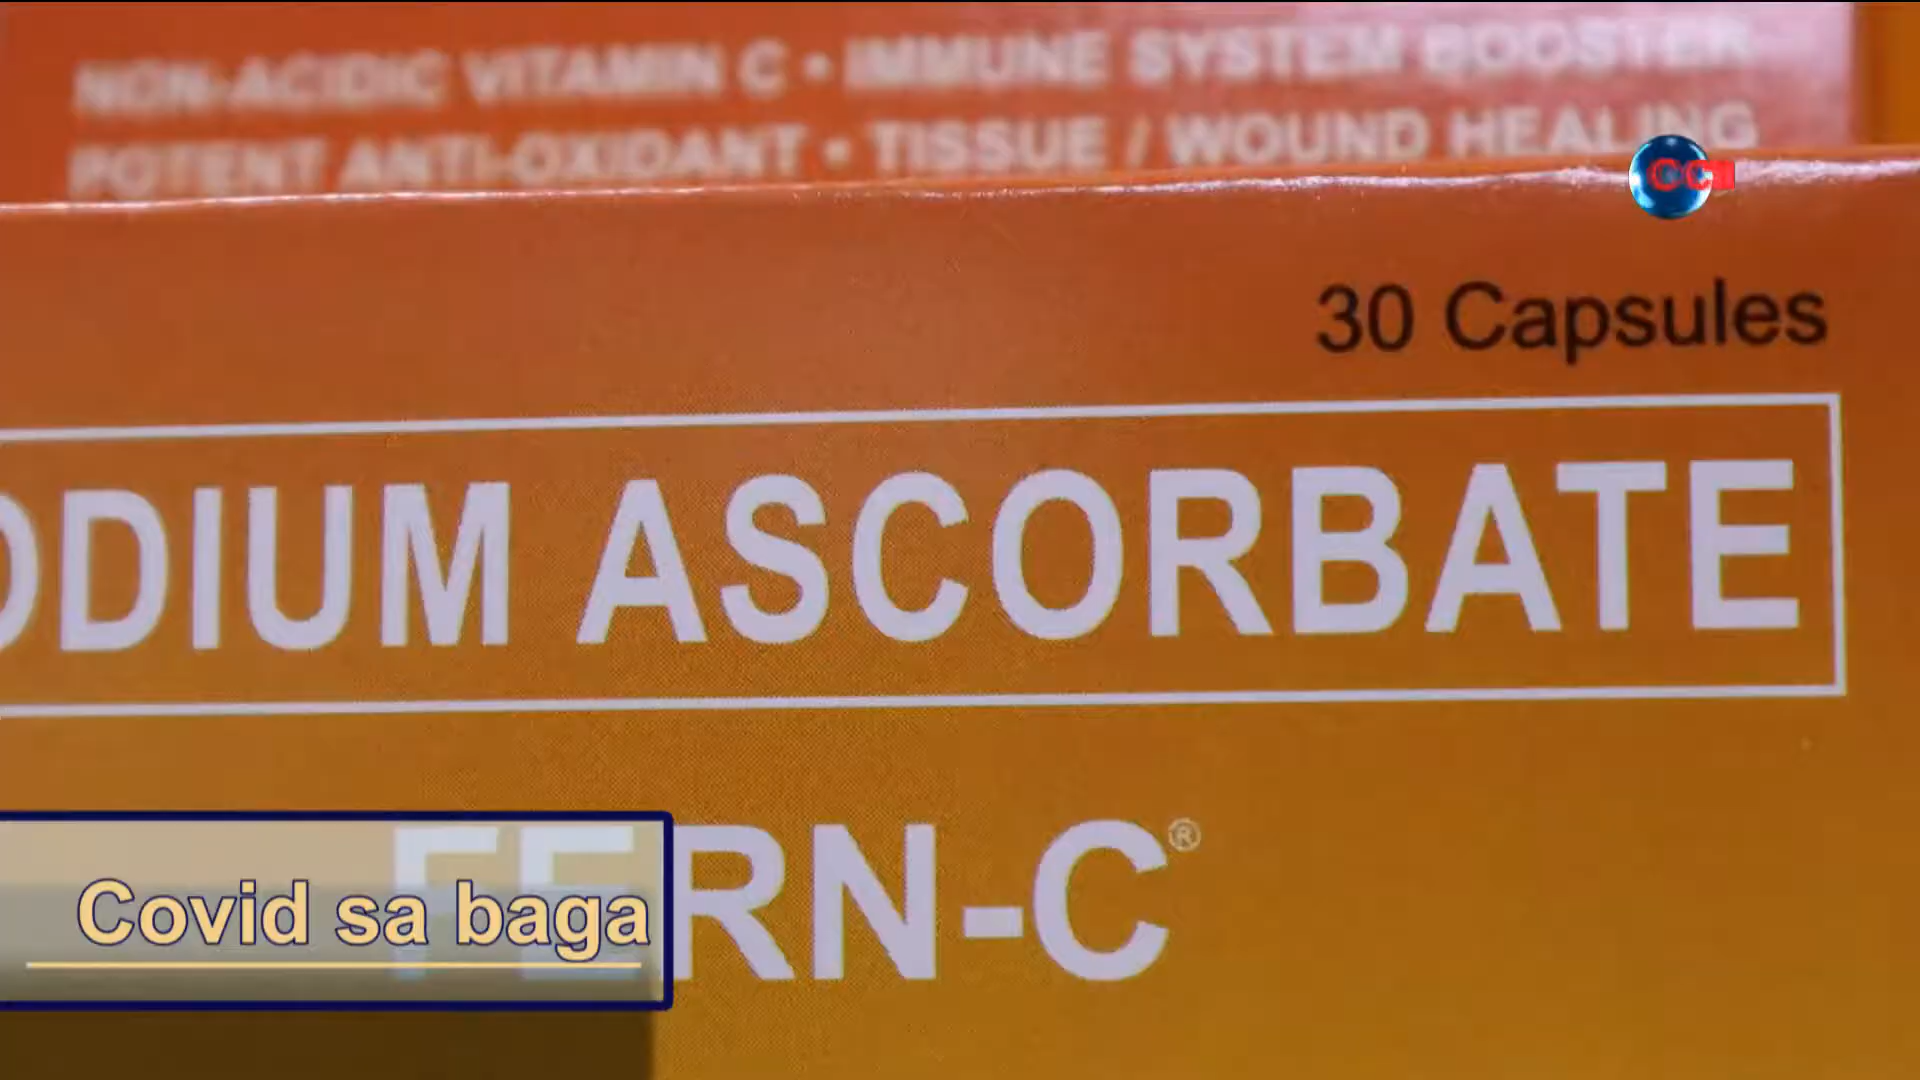 NON-ACIDIC VITAMIN C • IMMUNE SYSTEM BOOSTER
POTENT ANTI-OXIDANT • TISSUE / WOUND HEALING
30 Capsules
ODIUM ASCORBATE
FERN-C®
Covid sa baga